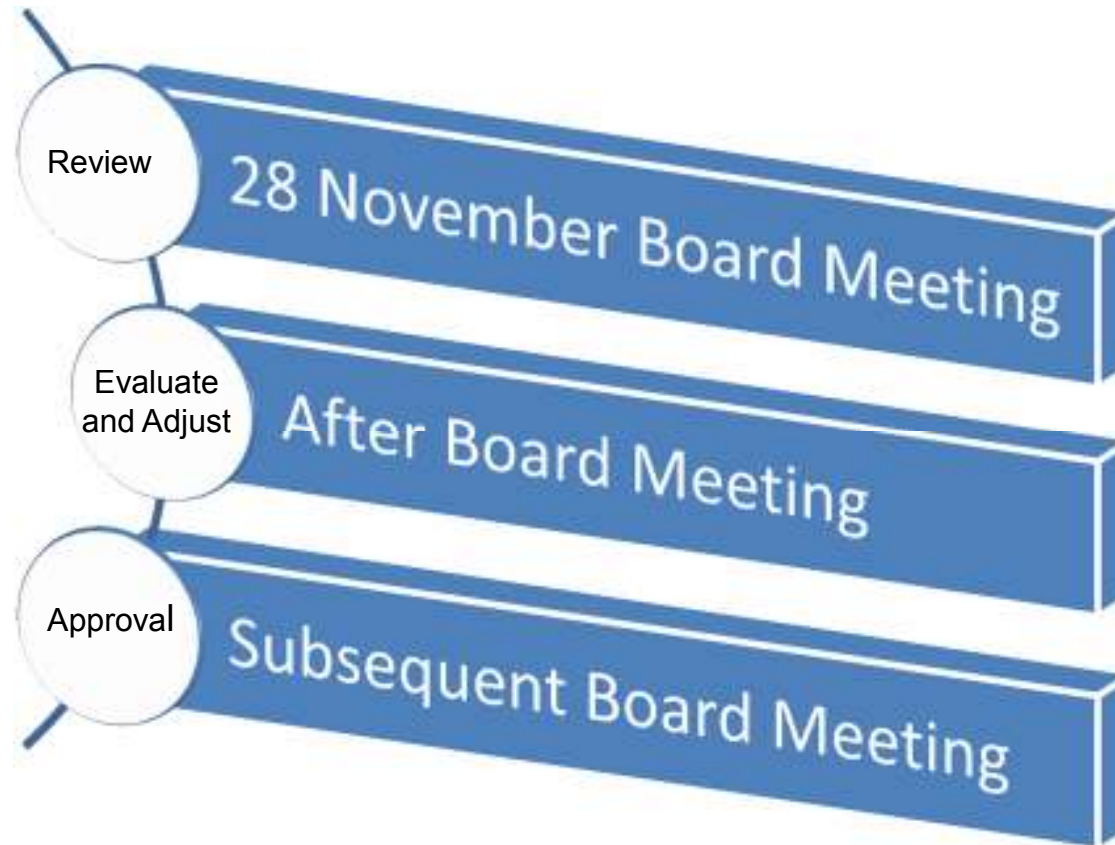 Review
28 November Board Meeting
Evaluate
and Adjust
After Board Meeting
Approval
Subsequent Board Meeting